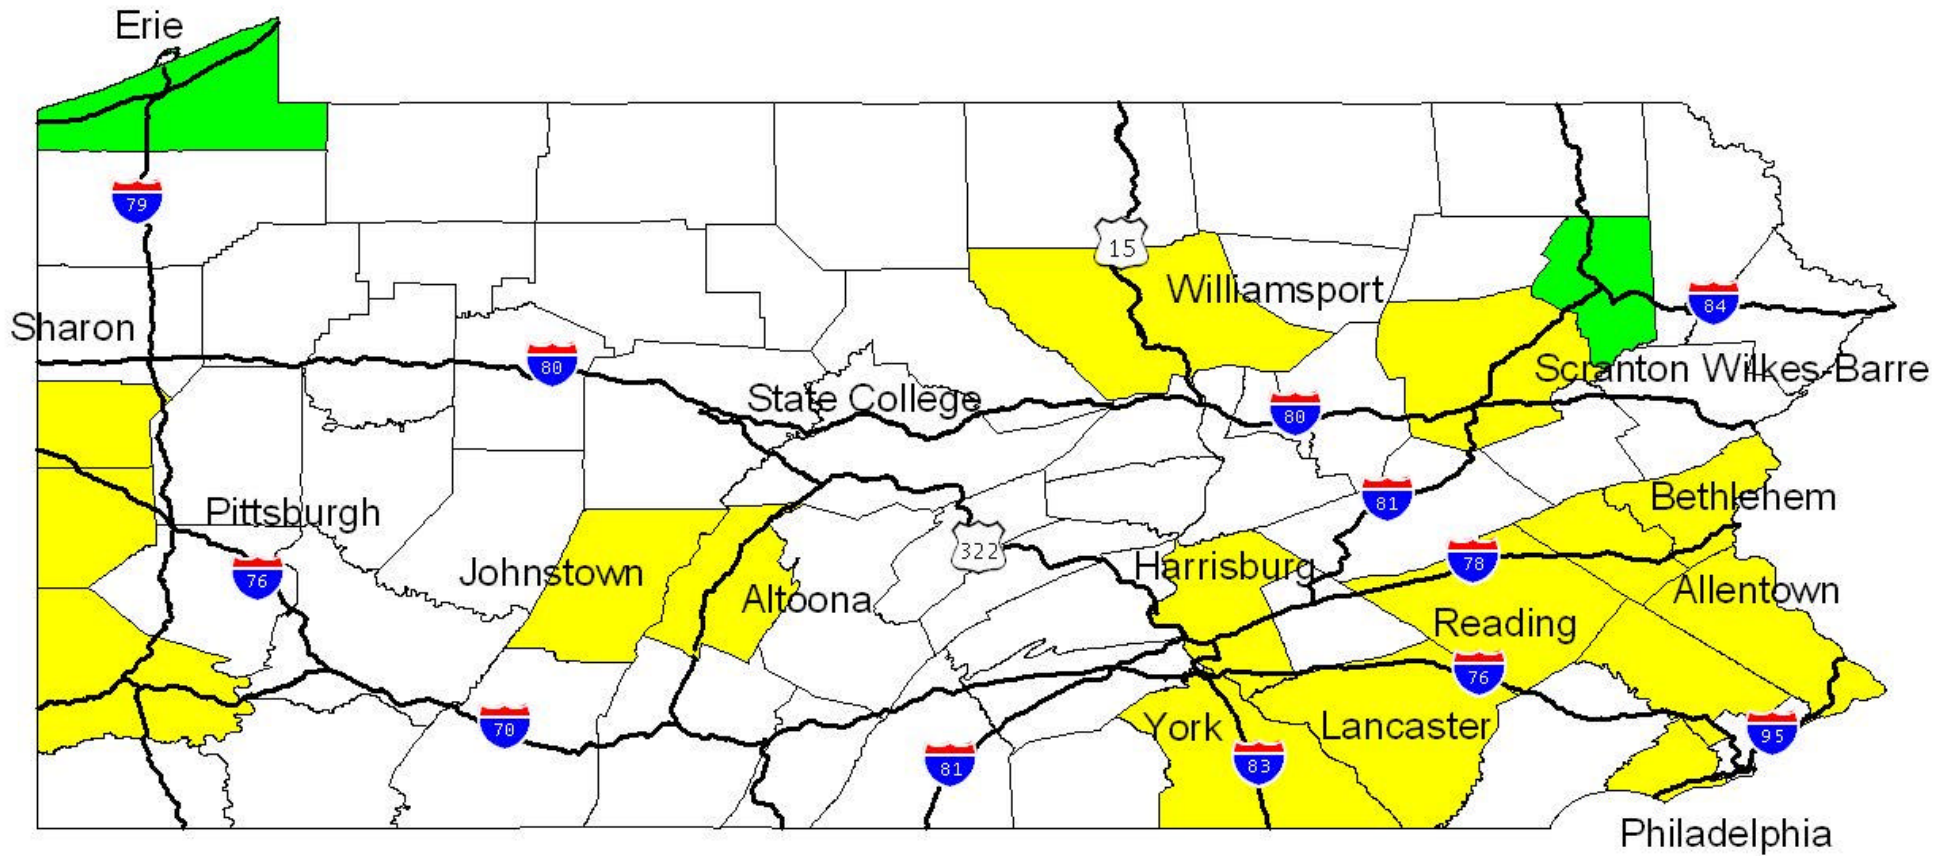 Erie
79
15
Williamsport
84
Sharon
80
State College
80
Scranton Wilkes-Barre
Pittsburgh
81
Bethlehem
322
76
Johnstown
Altoona
Harrisburg
78
Allentown
Reading
76
70
81
York
83
Lancaster
95
Philadelphia